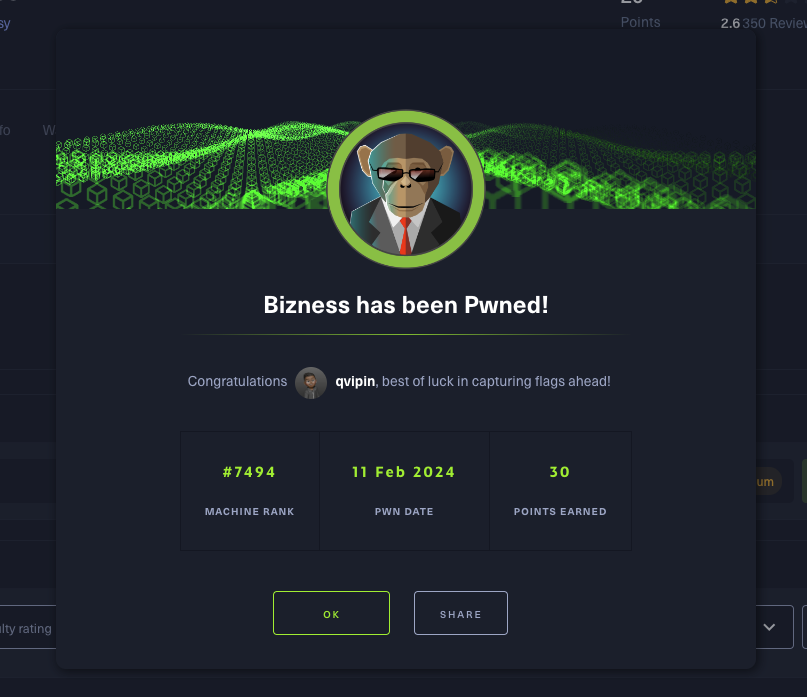 sy
Points
2.6 350 Review
fo
W
Bizness has been Pwned!
Congratulations qvipin, best of luck in capturing flags ahead!
#7494 11 Feb 2024 30
MACHINE RANK PWN DATE POINTS EARNED
um
OK SHARE
lty rating